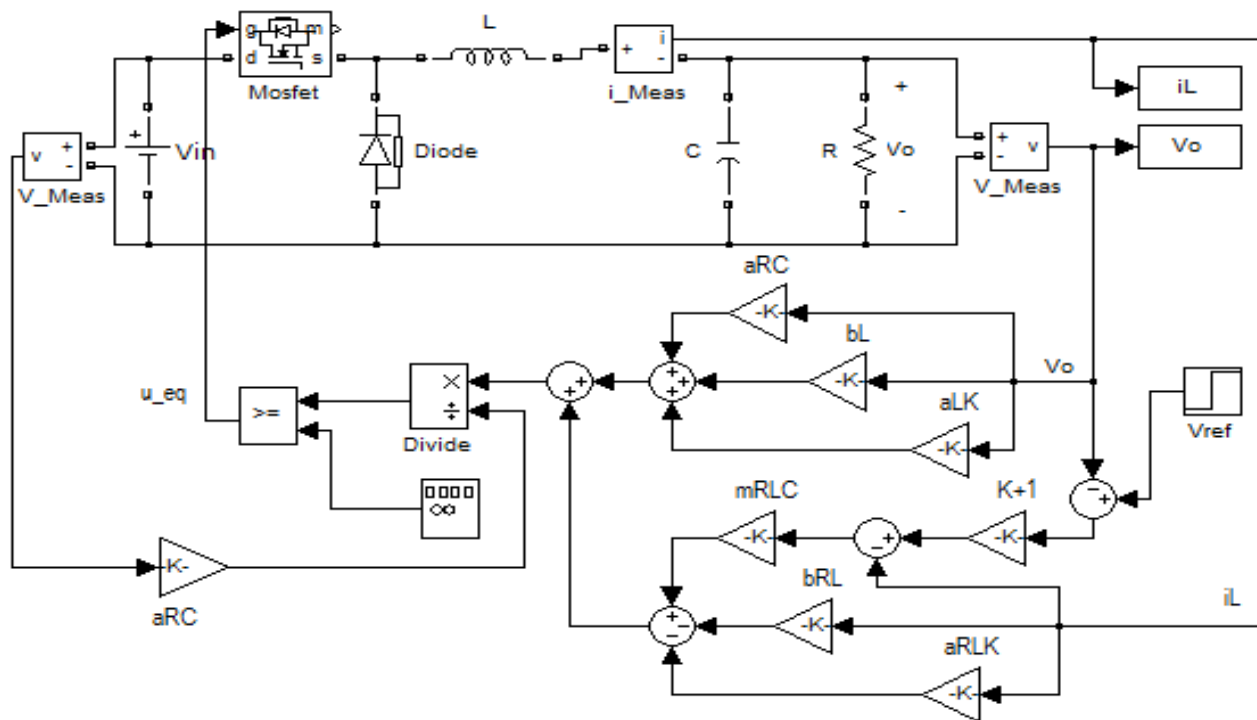 L
g m
d s
Mosfet
+ i
-
i_Meas
iL
v + -
V_Meas
+
Vin
Diode
C
R
+
Vo
-
+ - v
V_Meas
Vo
aRC
-K-
bL
-K-
aLK
-K-
Vo
Vref
u_eq
>=
×
÷
Divide
+ +
+ + +
mRLC
-K-
K+1
-K-
- +
- +
bRL
-K-
aRLK
-K-
+ - -
iL
-K-
aRC